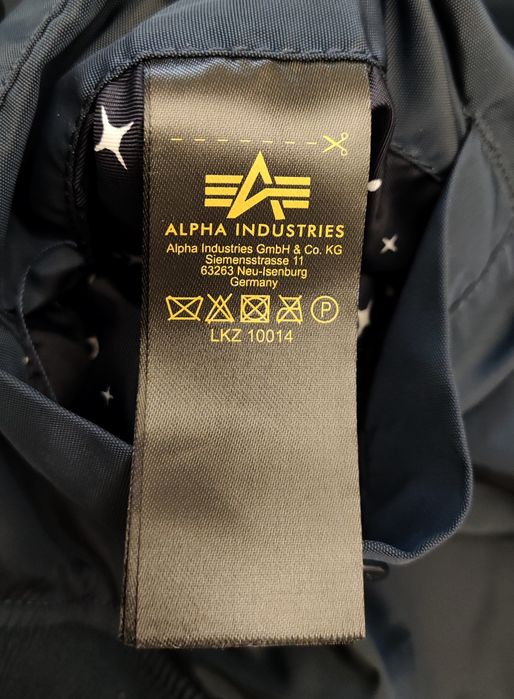 ALPHA INDUSTRIES
Alpha Industries GmbH & Co. KG
Siemensstrasse 11
63263 Neu-Isenburg
Germany
P
LKZ 10014